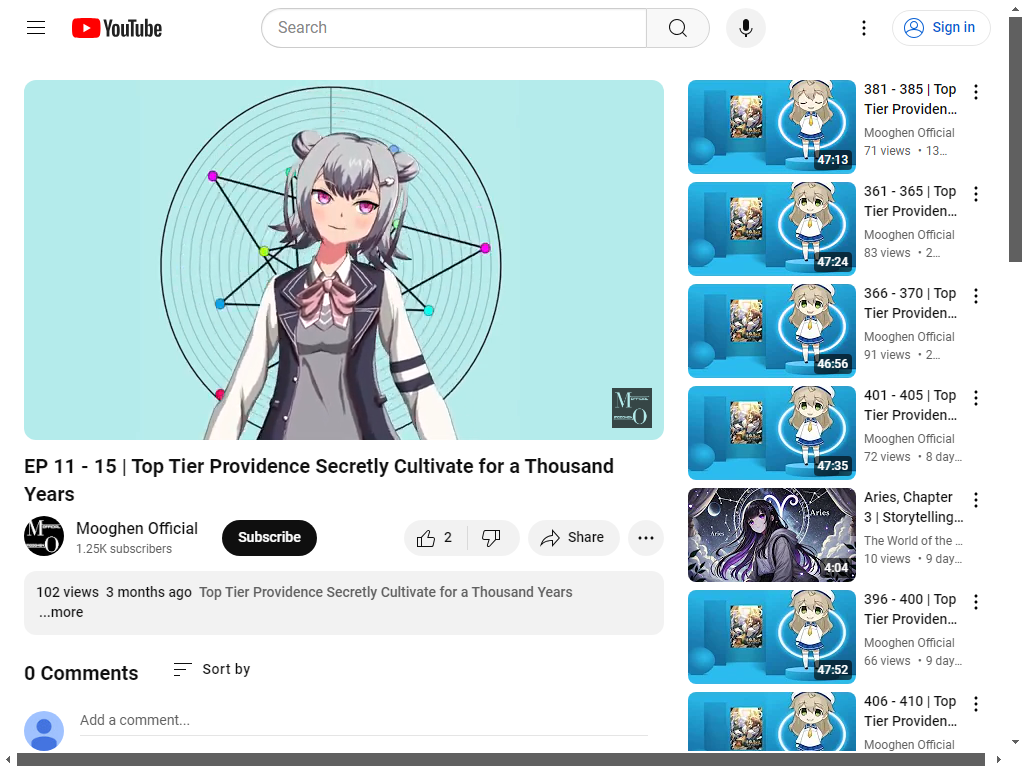 YouTube
Search
Sign in
EP 11 - 15 | Top Tier Providence Secretly Cultivate for a Thousand
Years
Mooghen Official
1.25K subscribers
Subscribe
2
Share
102 views 3 months ago Top Tier Providence Secretly Cultivate for a Thousand Years
...more
0 Comments
Sort by
Add a comment...
47:13
381 - 385 | Top
Tier Providen...
Mooghen Official
71 views • 13...
47:24
361 - 365 | Top
Tier Providen...
Mooghen Official
83 views • 2...
46:56
366 - 370 | Top
Tier Providen...
Mooghen Official
91 views • 2...
47:35
401 - 405 | Top
Tier Providen...
Mooghen Official
72 views • 8 day...
Aries
Aries
4:04
Aries, Chapter
3 | Storytelling...
The World of the ...
10 views • 9 day...
47:52
396 - 400 | Top
Tier Providen...
Mooghen Official
66 views • 9 day...
406 - 410 | Top
Tier Providen...
Mooghen Official